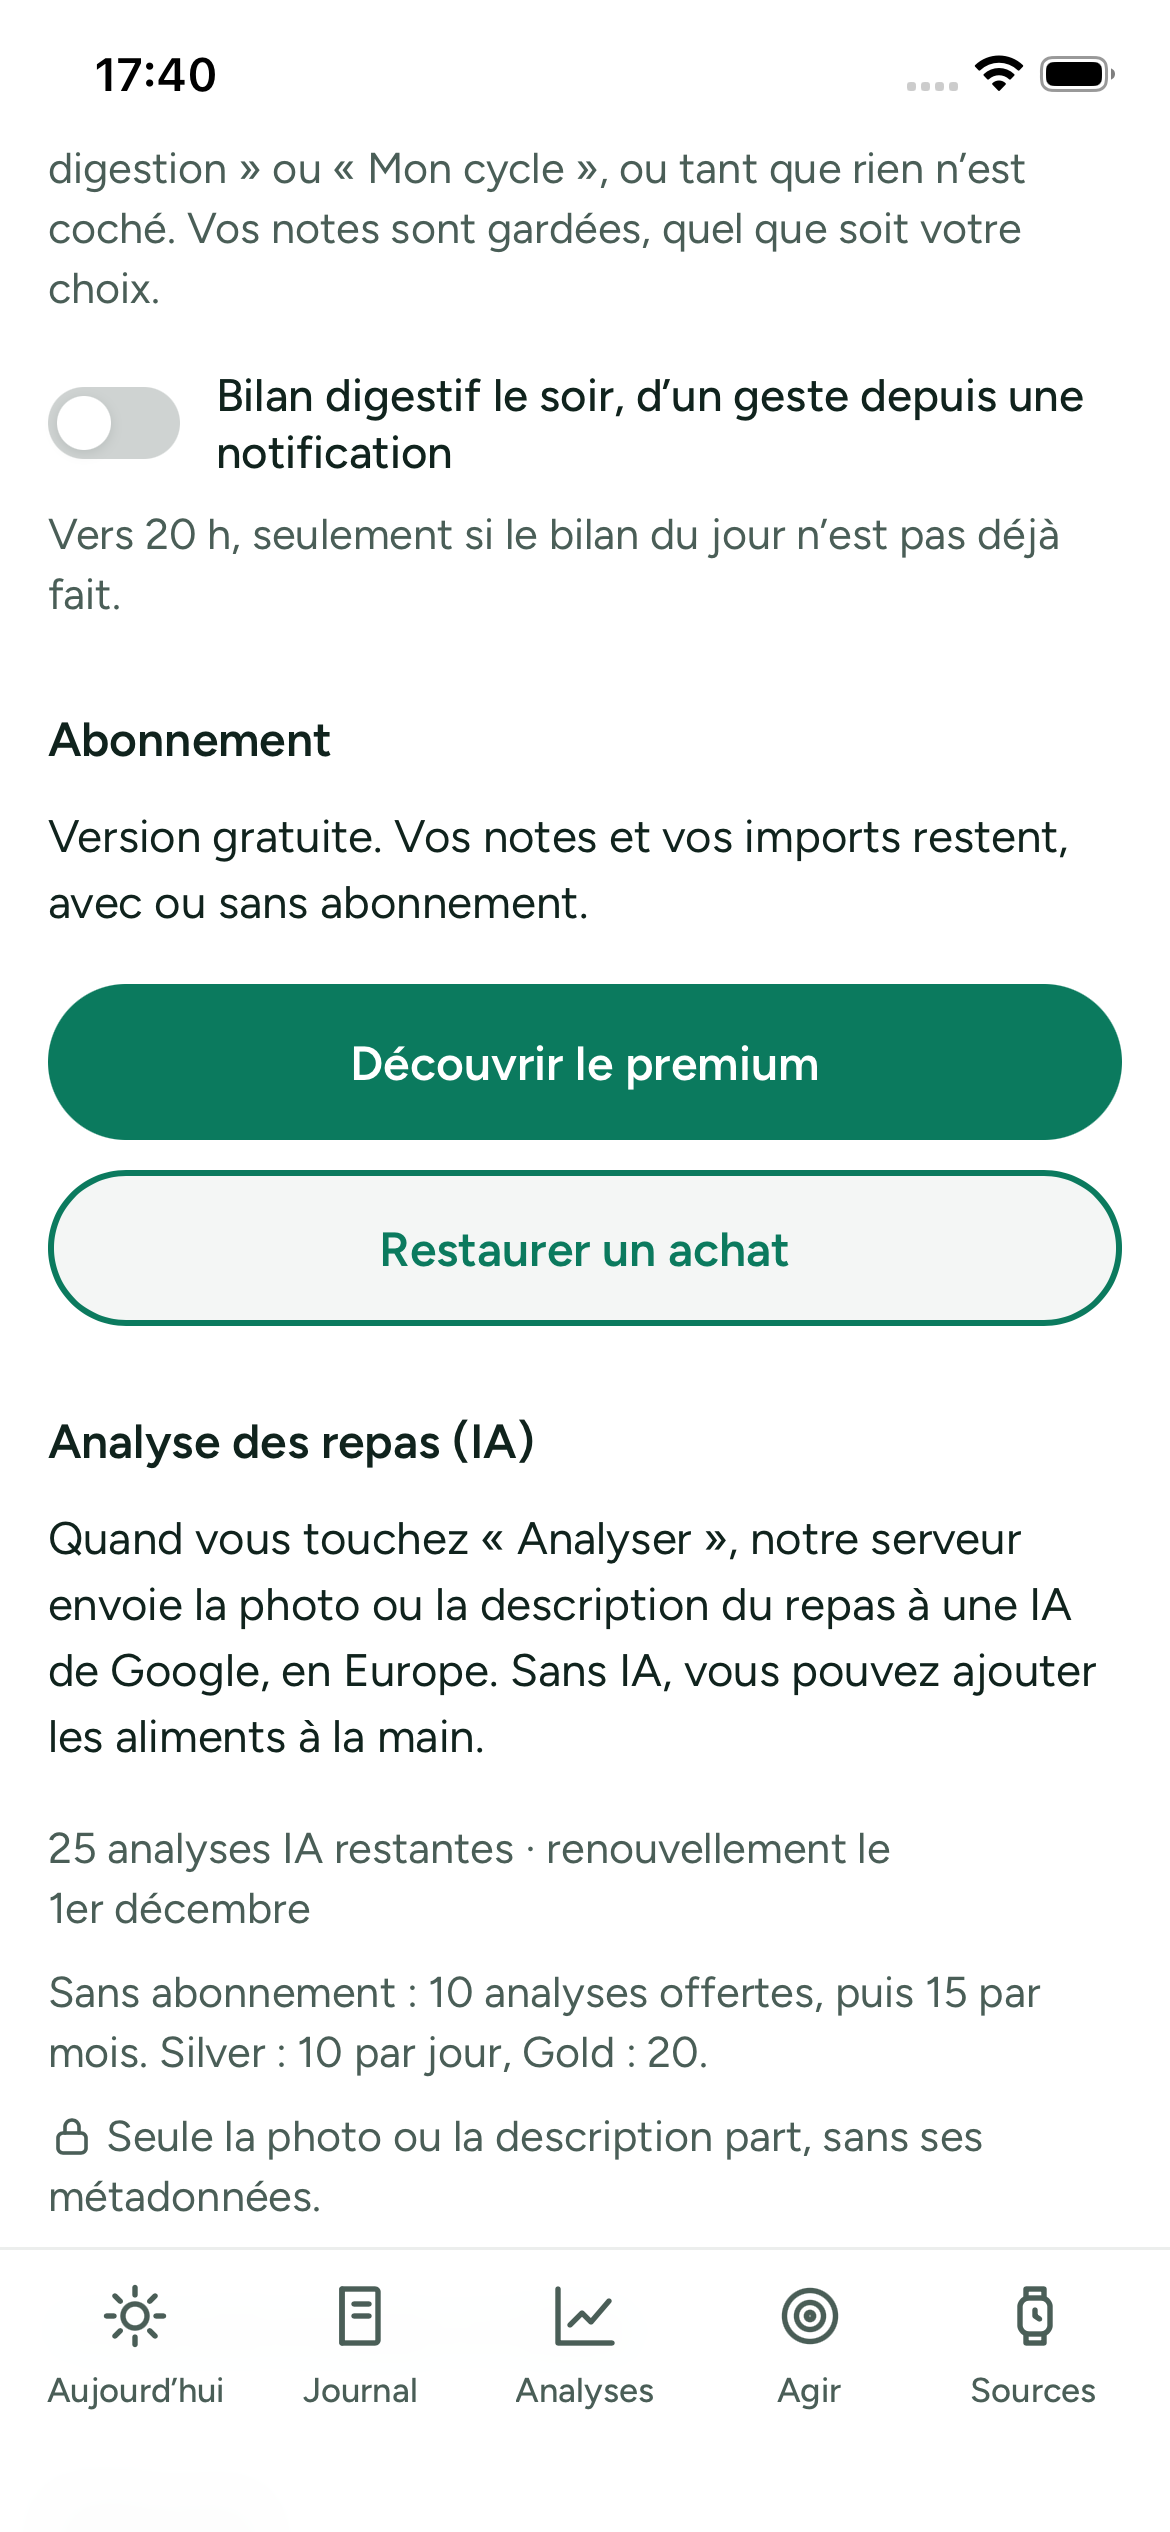 17:40
digestion » ou « Mon cycle », ou tant que rien n’est
coché. Vos notes sont gardées, quel que soit votre
choix.
Bilan digestif le soir, d’un geste depuis une
notification
Vers 20 h, seulement si le bilan du jour n’est pas déjà
fait.
Abonnement
Version gratuite. Vos notes et vos imports restent,
avec ou sans abonnement.
Découvrir le premium
Restaurer un achat
Analyse des repas (IA)
Quand vous touchez « Analyser », notre serveur
envoie la photo ou la description du repas à une IA
de Google, en Europe. Sans IA, vous pouvez ajouter
les aliments à la main.
25 analyses IA restantes · renouvellement le
1er décembre
Sans abonnement : 10 analyses offertes, puis 15 par
mois. Silver : 10 par jour, Gold : 20.
Seule la photo ou la description part, sans ses
métadonnées.
Aujourd’hui
Journal
Analyses
Agir
Sources